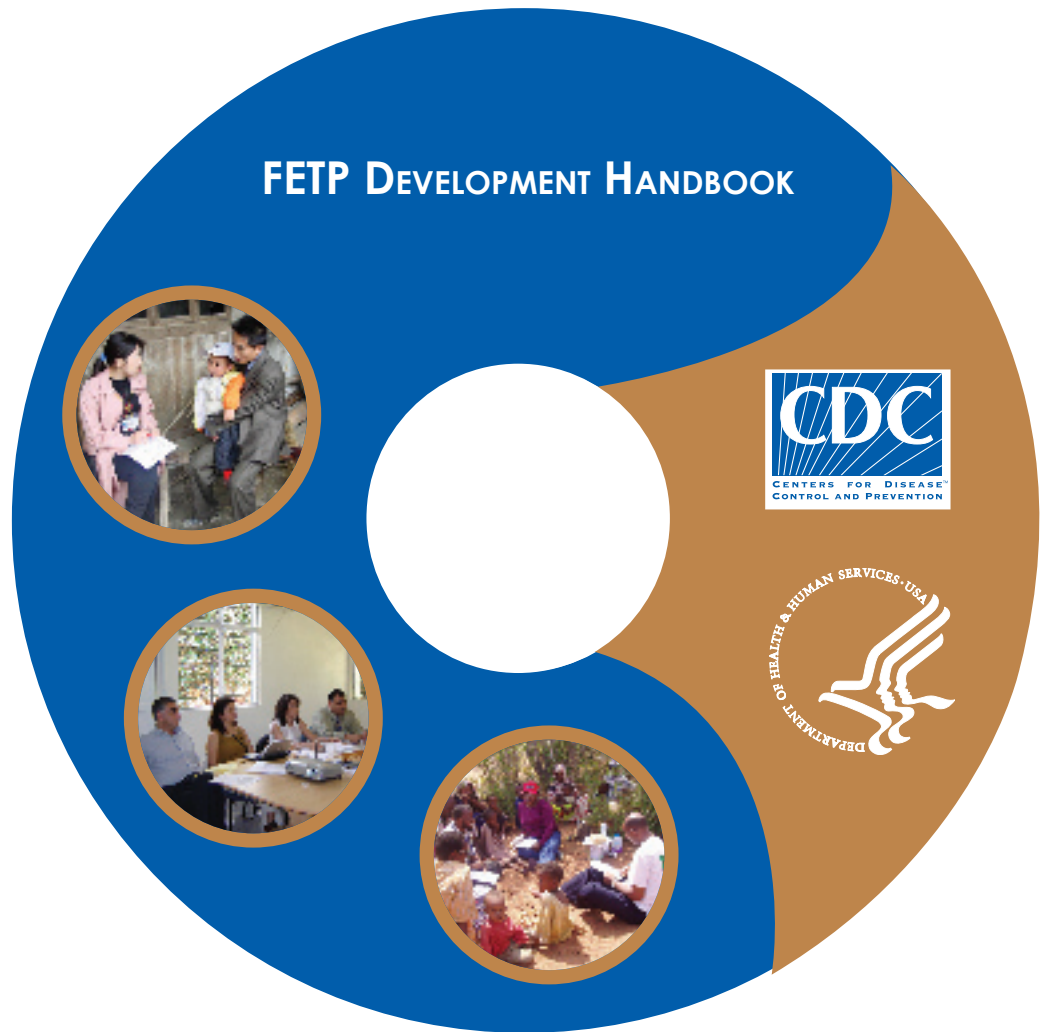 FETP DEVELOPMENT HANDBOOK
CDC
CENTERS FOR DISEASE™
CONTROL AND PREVENTION
DEPARTMENT OF HEALTH & HUMAN SERVICES · USA